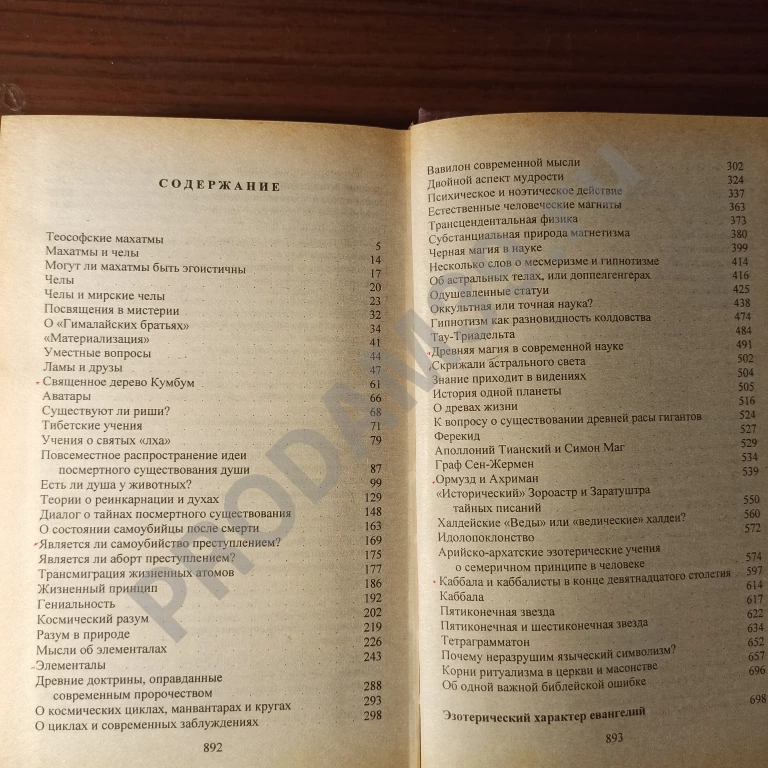 СОДЕРЖАНИЕ
Теософские махатмы 5
Махатмы и челы 14
Могут ли махатмы быть эгоистичны 17
Челы 20
Челы и мирские челы 23
Посвящения в мистерии 32
О «Гималайских братьях» 34
«Материализация» 41
Уместные вопросы 44
Ламы и друзы 47
Священное дерево Кумбум 61
Аватары 66
Существуют ли риши? 68
Тибетские учения 71
Учения о святых «лха» 79
Повсеместное распространение идеи
посмертного существования души 87
Есть ли душа у животных? 99
Теории о реинкарнации и духах 129
Диалог о тайнах посмертного существования 148
О состоянии самоубийцы после смерти 163
Является ли самоубийство преступлением? 169
Является ли аборт преступлением? 175
Трансмиграция жизненных атомов 177
Жизненный принцип 186
Гениальность 192
Космический разум 202
Разум в природе 219
Мысли об элементалах 226
Элементалы 243
Древние доктрины, оправданные
современным пророчеством 288
О космических циклах, манвантарах и кругах 293
О циклах и современных заблуждениях 298
892
Вавилон современной мысли 302
Двойной аспект мудрости 324
Психическое и ноэтическое действие 337
Естественные человеческие магниты 363
Трансцендентальная физика 373
Субстанциальная природа магнетизма 380
Черная магия в науке 399
Несколько слов о месмеризме и гипнотизме 414
Об астральных телах, или доппелгенгерах 416
Одушевленные статуи 425
Оккультная или точная наука? 438
Гипнотизм как разновидность колдовства 474
Тау-Триадельта 484
Древняя магия в современной науке 491
Скрижали астрального света 502
Знание приходит в видениях 504
История одной планеты 505
О древах жизни 516
К вопросу о существовании древней расы гигантов 524
Ферекид 527
Аполлоний Тианский и Симон Маг 529
Граф Сен-Жермен 534
Ормузд и Ахриман 539
«Исторический» Зороастр и Заратуштра
тайных писаний 550
Халдейские «Веды» или «ведические» халдеи? 560
Идолопоклонство 572
Арийско-архатские эзотерические учения
о семеричном принципе в человеке 574
Каббала и каббалисты в конце девятнадцатого столетия 597
Каббала 614
Пятиконечная звезда 617
Пятиконечная и шестиконечная звезда 622
Тетраграмматон 634
Почему неразрушим языческий символизм? 652
Корни ритуализма в церкви и масонстве 657
Об одной важной библейской ошибке 696
Эзотерический характер евангелий 698
893